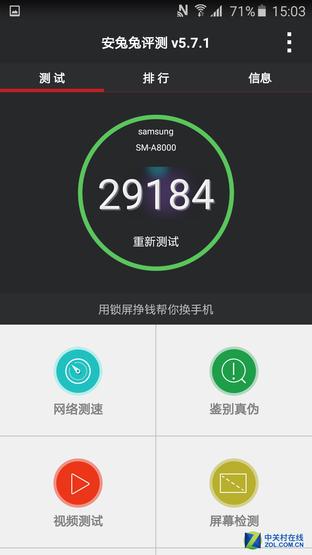 71% 15:03
安兔兔评测 v5.7.1
测 试 排 行 信息
samsung
SM-A8000
29184
重新测试
用锁屏挣钱帮你换手机
网络测速 鉴别真伪
视频测试 屏幕检测
中关村在线
ZOL.COM.CN